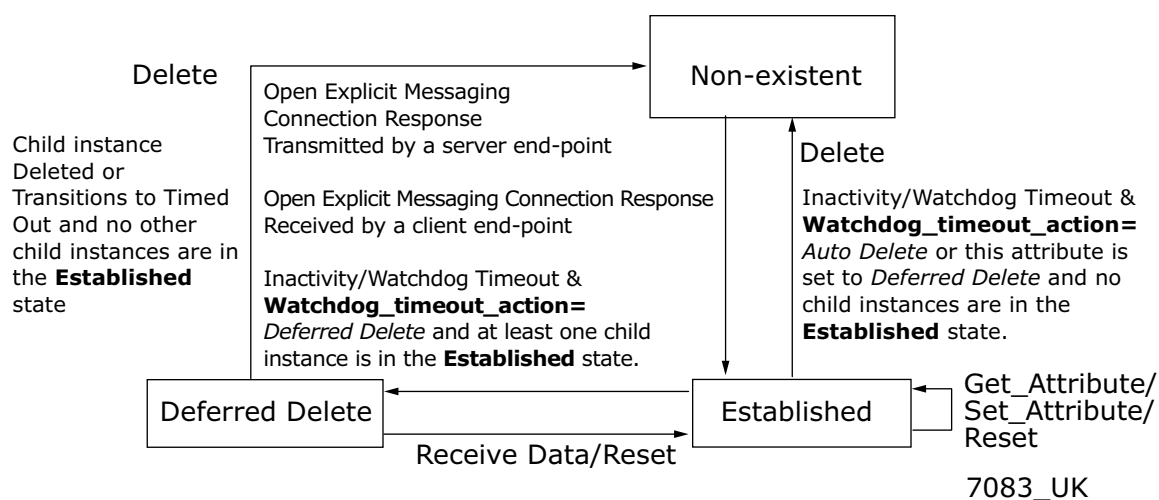 Delete
Child instance
Deleted or
Transitions to Timed
Out and no other
child instances are in
the Established
state
Open Explicit Messaging
Connection Response
Transmitted by a server end-point
Open Explicit Messaging Connection Response
Received by a client end-point
Inactivity/Watchdog Timeout &
Watchdog_timeout_action=
Deferred Delete and at least one child
instance is in the Established state.
Non-existent
Delete
Inactivity/Watchdog Timeout &
Watchdog_timeout_action=
Auto Delete or this attribute is
set to Deferred Delete and no
child instances are in the
Established state.
Deferred Delete
Receive Data/Reset
Established
Get_Attribute/
Set_Attribute/
Reset
7083_UK